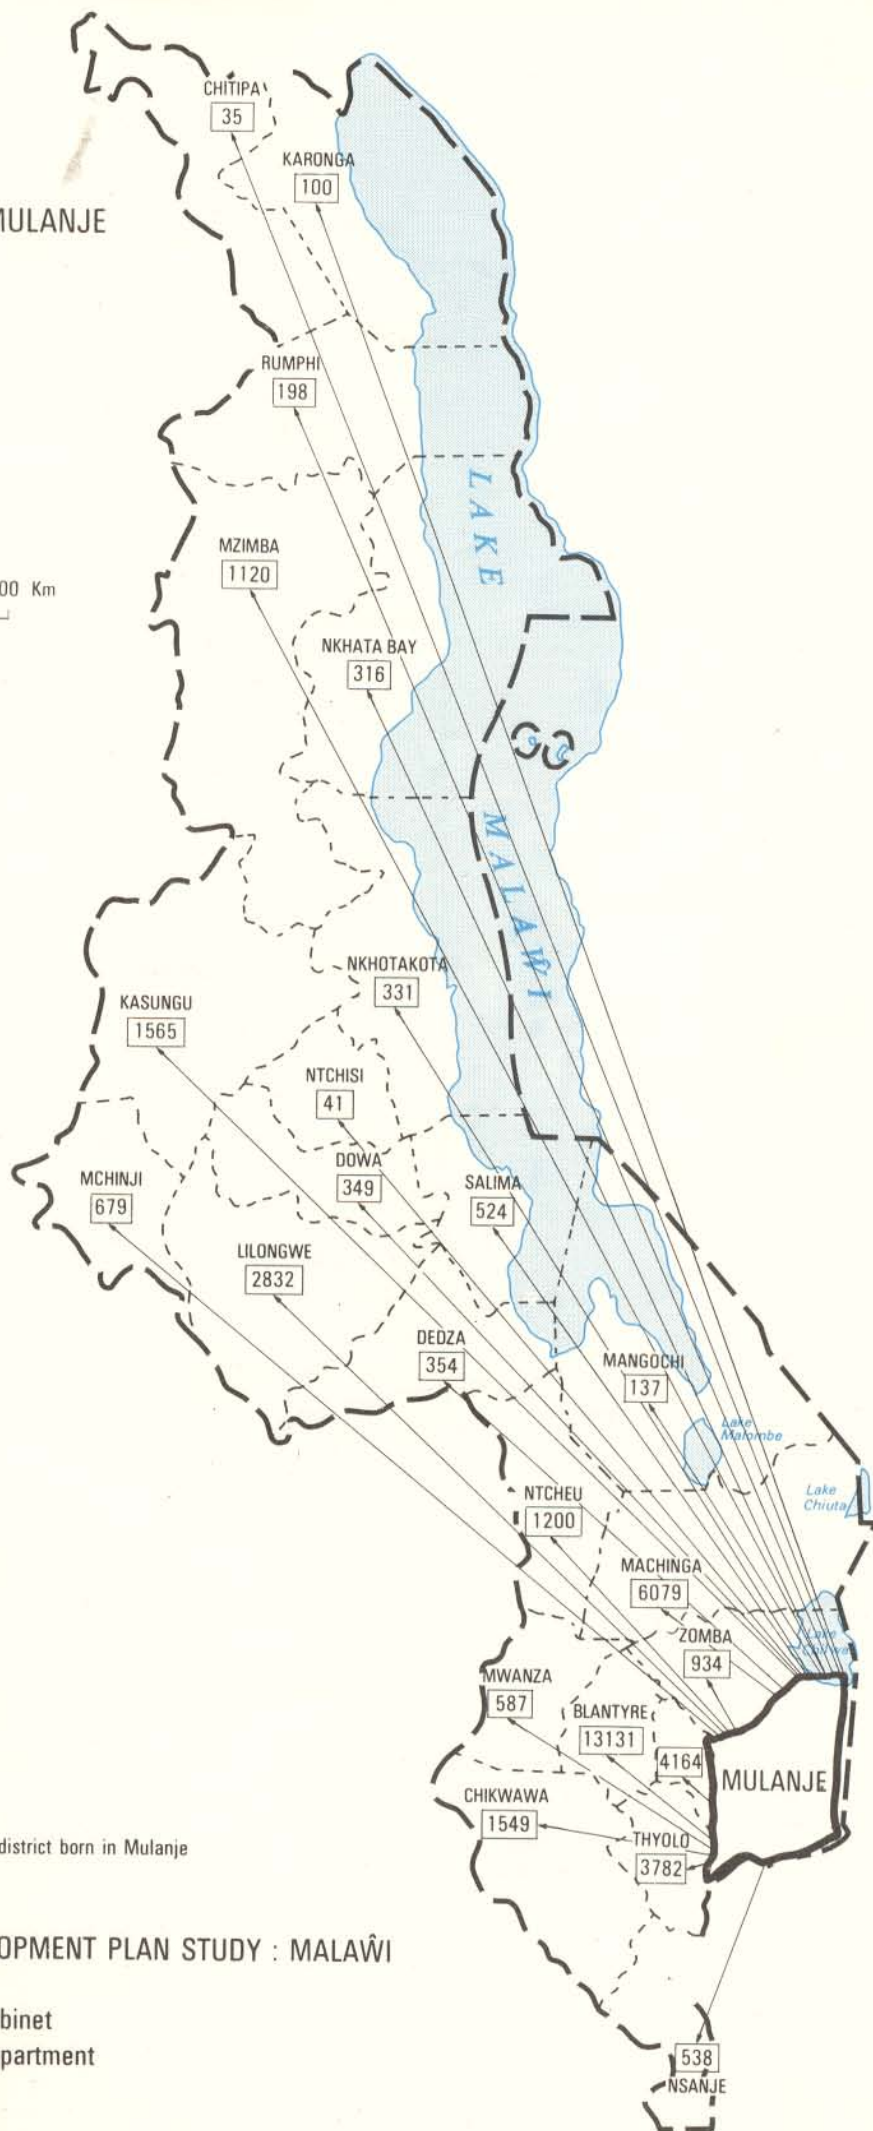 CHITIPA
35
KARONGA
100
MULANJE
RUMPHI
198
LAKE
MZIMBA
1120
00 Km
NKHATA BAY
316
MALAŴI
NKHOTAKOTA
331
KASUNGU
1565
NTCHISI
41
DOWA
349
MCHINJI
679
SALIMA
524
LILONGWE
2832
DEDZA
354
MANGOCHI
137
Lake
Malombe
Lake
Chiuta
NTCHEU
1200
MACHINGA
6079
ZOMBA
934
Lake
Chilwa
MWANZA
587
BLANTYRE
13131
4164
MULANJE
CHIKWAWA
1549
THYOLO
3782
district born in Mulanje
OPMENT PLAN STUDY : MALAŴI
binet
partment
538
NSANJE